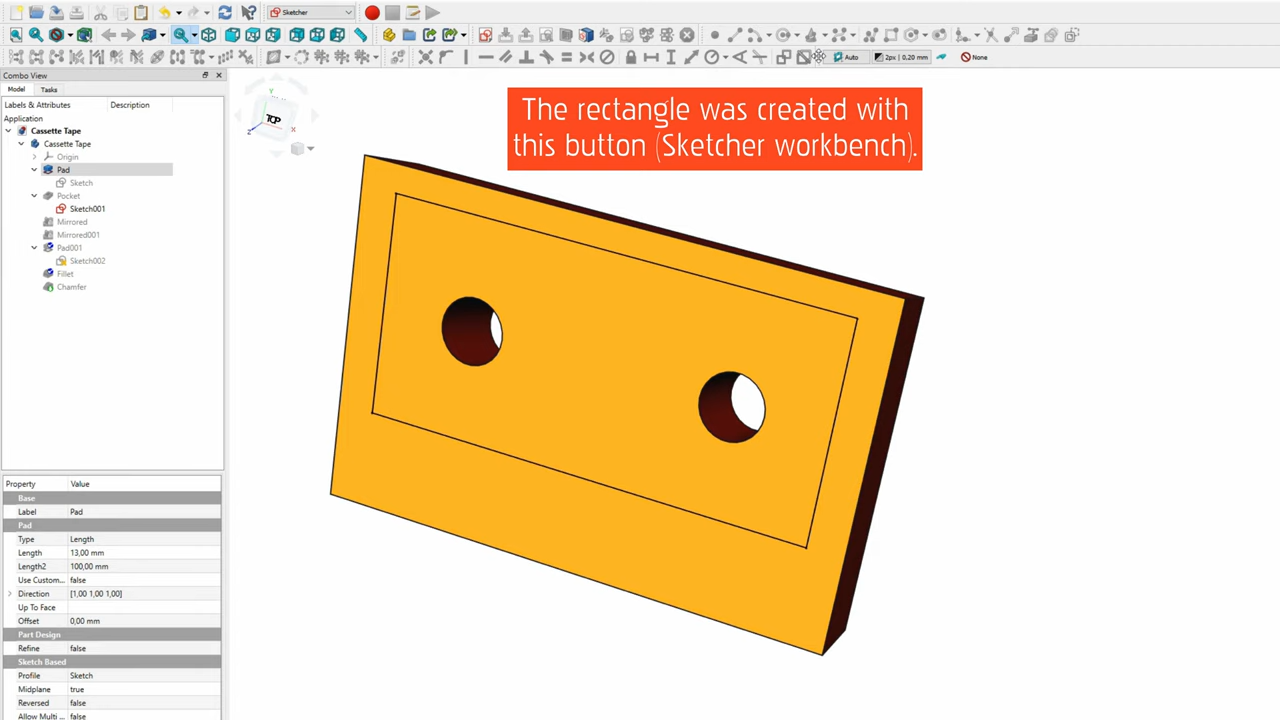 Sketcher
Auto
2px | 0,20 mm
None
Combo View
Model
Tasks
Labels & Attributes
Description
Application
Cassette Tape
Cassette Tape
Origin
Pad
Sketch
Pocket
Sketch001
Mirrored
Mirrored001
Pad001
Sketch002
Fillet
Chamfer
Y
X
Z
TOP
The rectangle was created with
this button (Sketcher workbench).
Property Value
Base
Label Pad
Pad
Type Length
Length 13,00 mm
Length2 100,00 mm
Use Custom... false
Direction [1,00 1,00 1,00]
Up To Face
Offset 0,00 mm
Part Design
Refine false
Sketch Based
Profile Sketch
Midplane true
Reversed false
Allow Multi ... false